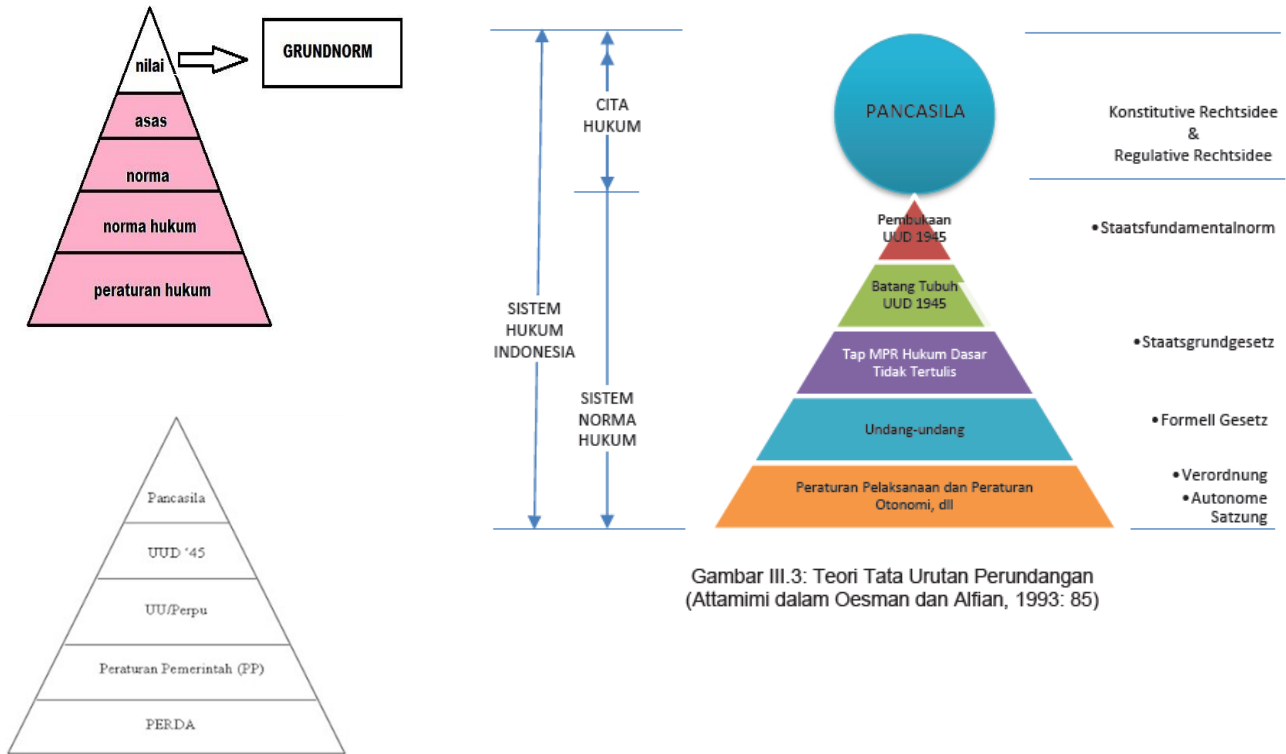 nilai
GRUNDNORM
asas
norma
norma hukum
peraturan hukum
Pancasila
UUD ‘45
UU/Perpu
Peraturan Pemerintah (PP)
PERDA
SISTEM
HUKUM
INDONESIA
CITA
HUKUM
SISTEM
NORMA
HUKUM
PANCASILA
Konstitutive Rechtsidee
&
Regulative Rechtsidee
Pembukaan
UUD 1945
•Staatsfundamentalnorm
Batang Tubuh
UUD 1945
Tap MPR Hukum Dasar
Tidak Tertulis
•Staatsgrundgesetz
Undang-undang
•Formell Gesetz
Peraturan Pelaksanaan dan Peraturan
Otonomi, dll
•Verordnung
•Autonome
Satzung
Gambar III.3: Teori Tata Urutan Perundangan
(Attamimi dalam Oesman dan Alfian, 1993: 85)